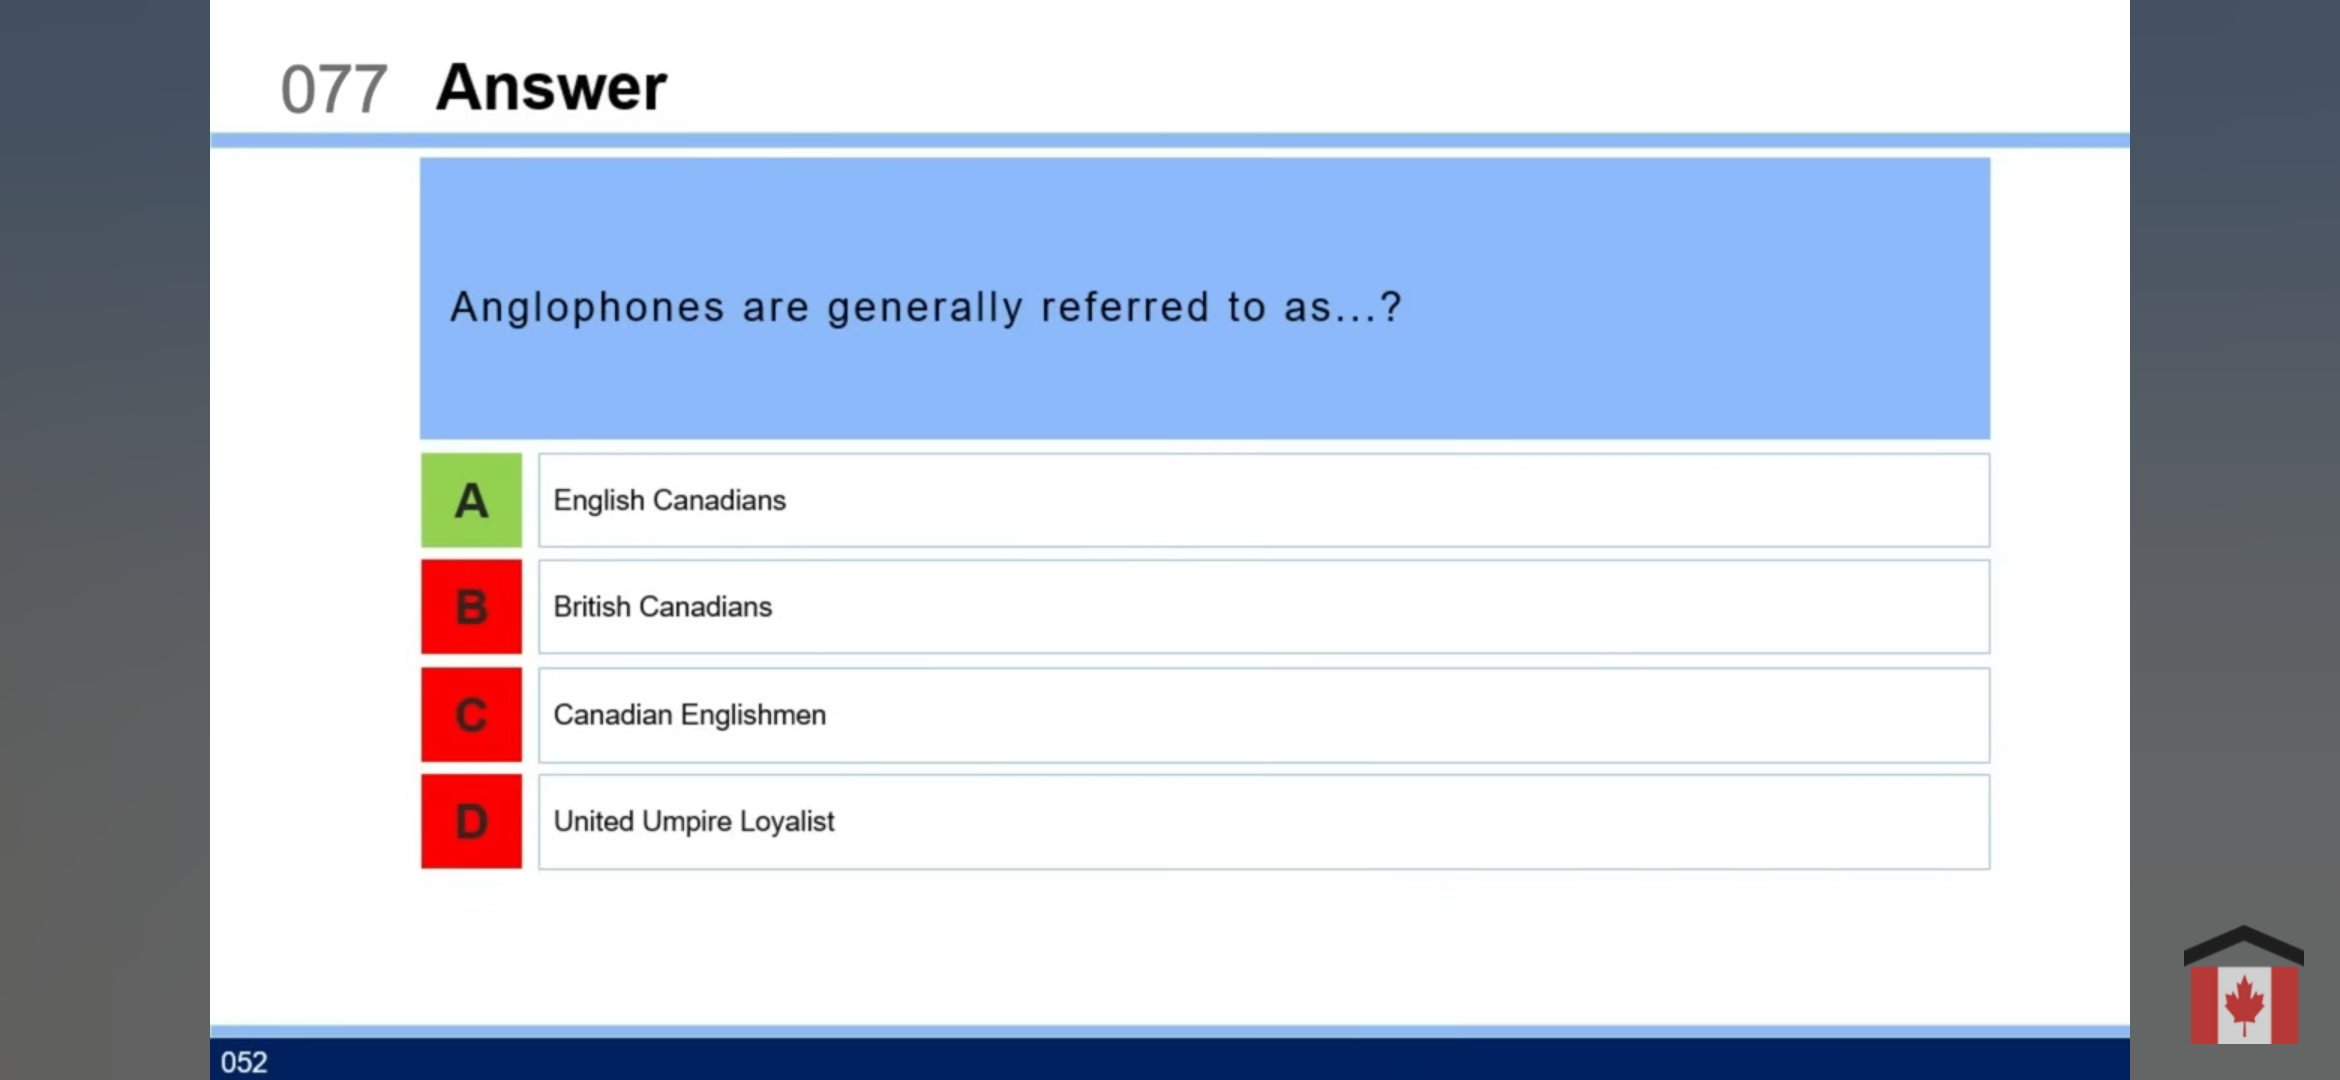 077 Answer
Anglophones are generally referred to as...?
A English Canadians
B British Canadians
C Canadian Englishmen
D United Umpire Loyalist
052